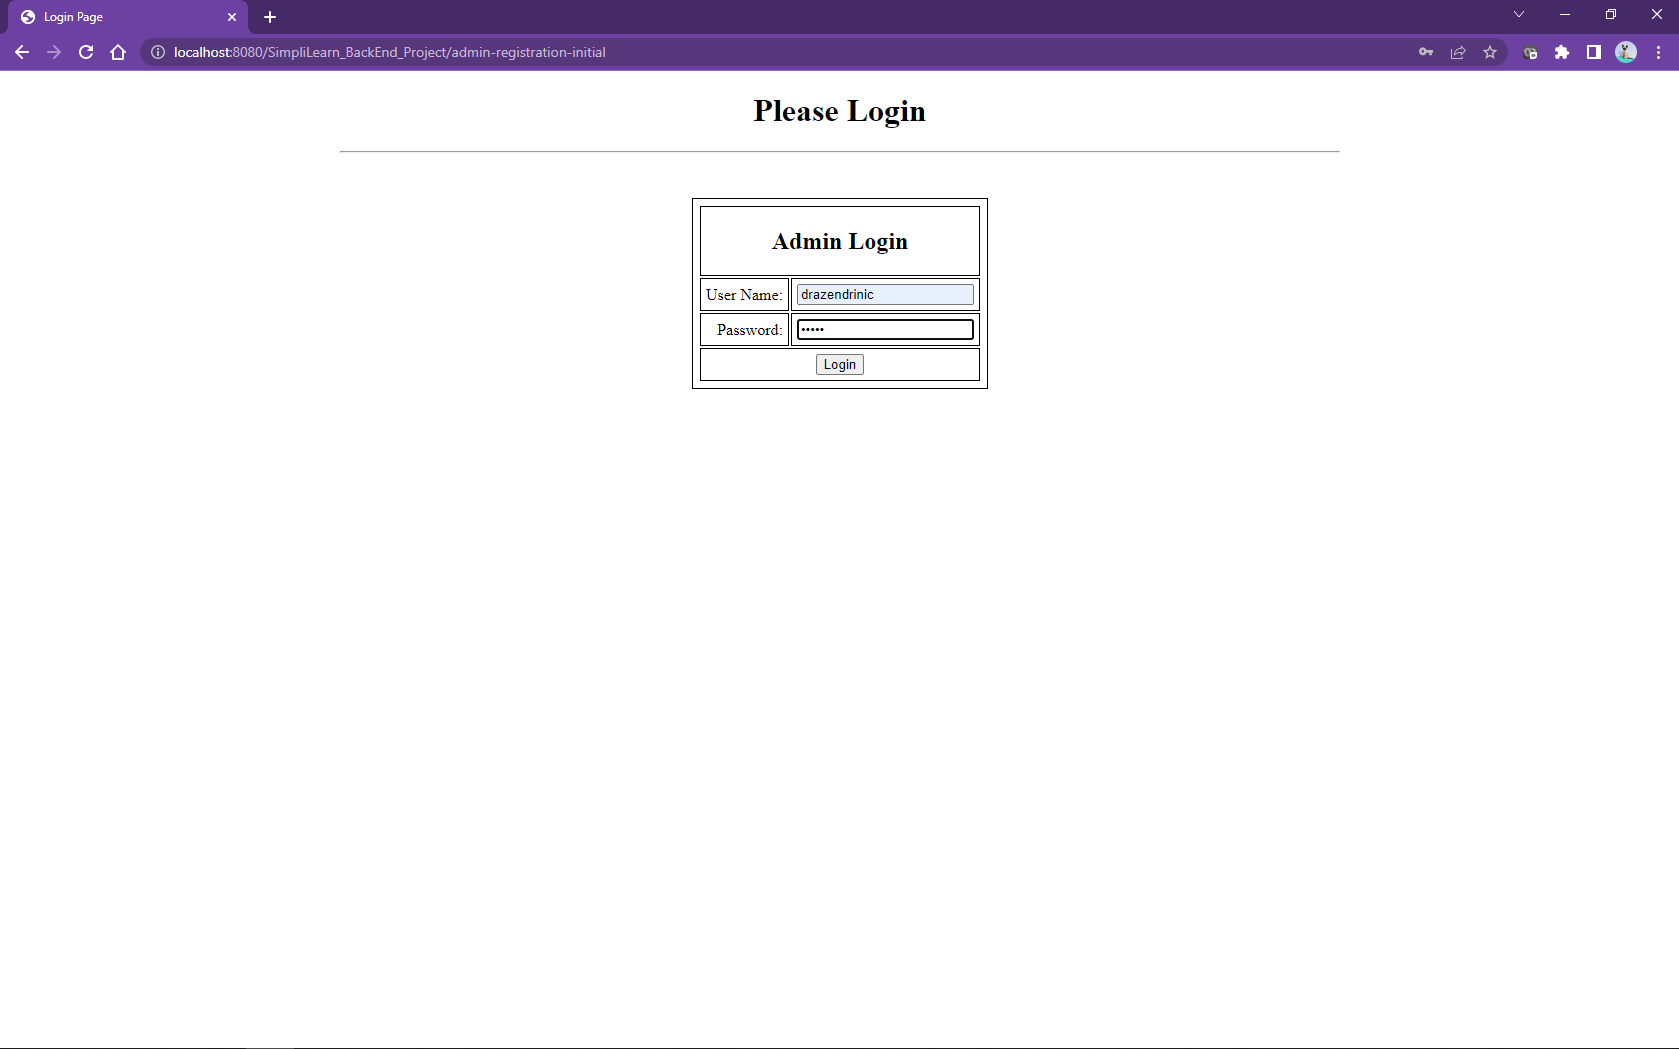 Login Page
localhost:8080/SimpliLearn_BackEnd_Project/admin-registration-initial
Please Login
Admin Login
User Name: drazendrinic
Password: •••••
Login